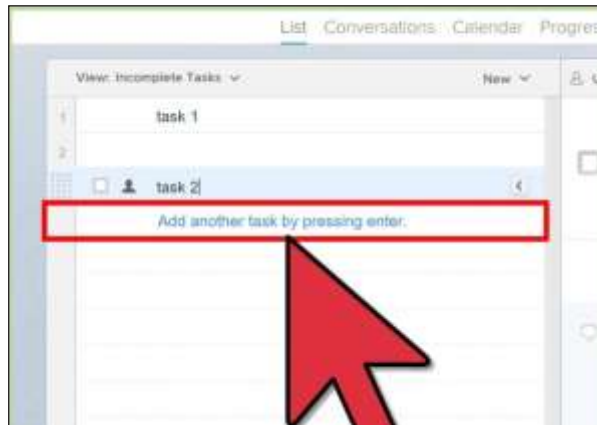 List Conversations Calendar Progres
View: Incomplete Tasks New
1 task 1
2
task 2
Add another task by pressing enter.